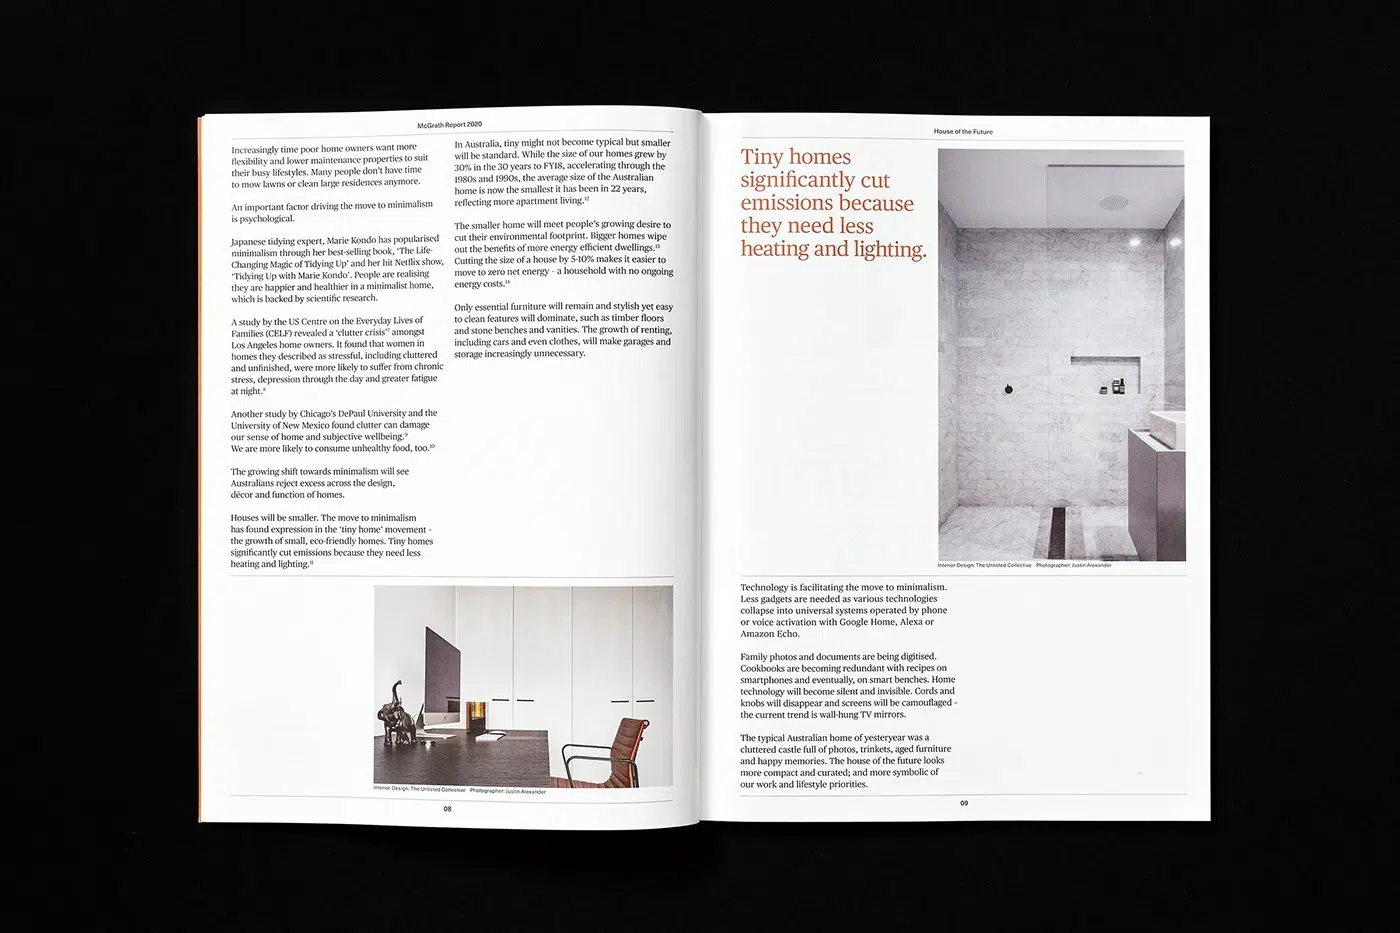 McGrath Report 2020
Increasingly time poor home owners want more
flexibility and lower maintenance properties to suit
their busy lifestyles. Many people don't have time
to mow lawns or clean large residences anymore.
An important factor driving the move to minimalism
is psychological.
Japanese tidying expert, Marie Kondo has popularised
minimalism through her best-selling book, 'The Life-
Changing Magic of Tidying Up' and her hit Netflix show,
'Tidying Up with Marie Kondo'. People are realising
they are happier and healthier in a minimalist home,
which is backed by scientific research.
A study by the US Centre on the Everyday Lives of
Families (CELF) revealed a 'clutter crisis'⁷ amongst
Los Angeles home owners. It found that women in
homes they described as stressful, including cluttered
and unfinished, were more likely to suffer from chronic
stress, depression through the day and greater fatigue
at night.⁸
Another study by Chicago's DePaul University and the
University of New Mexico found clutter can damage
our sense of home and subjective wellbeing.⁹
We are more likely to consume unhealthy food, too.¹⁰
The growing shift towards minimalism will see
Australians reject excess across the design,
décor and function of homes.
Houses will be smaller. The move to minimalism
has found expression in the 'tiny home' movement -
the growth of small, eco-friendly homes. Tiny homes
significantly cut emissions because they need less
heating and lighting.¹¹
In Australia, tiny might not become typical but smaller
will be standard. While the size of our homes grew by
30% in the 30 years to FY18, accelerating through the
1980s and 1990s, the average size of the Australian
home is now the smallest it has been in 22 years,
reflecting more apartment living.¹²
The smaller home will meet people's growing desire to
cut their environmental footprint. Bigger homes wipe
out the benefits of more energy efficient dwellings.¹³
Cutting the size of a house by 5-10% makes it easier to
move to zero net energy - a household with no ongoing
energy costs.¹⁴
Only essential furniture will remain and stylish yet easy
to clean features will dominate, such as timber floors
and stone benches and vanities. The growth of renting,
including cars and even clothes, will make garages and
storage increasingly unnecessary.
Interior Design: The Unlisted Collective Photographer: Justin Alexander
08
House of the Future
Tiny homes
significantly cut
emissions because
they need less
heating and lighting.
Interior Design: The Unlisted Collective Photographer: Justin Alexander
Technology is facilitating the move to minimalism.
Less gadgets are needed as various technologies
collapse into universal systems operated by phone
or voice activation with Google Home, Alexa or
Amazon Echo.
Family photos and documents are being digitised.
Cookbooks are becoming redundant with recipes on
smartphones and eventually, on smart benches. Home
technology will become silent and invisible. Cords and
knobs will disappear and screens will be camouflaged -
the current trend is wall-hung TV mirrors.
The typical Australian home of yesteryear was a
cluttered castle full of photos, trinkets, aged furniture
and happy memories. The house of the future looks
more compact and curated; and more symbolic of
our work and lifestyle priorities.
09